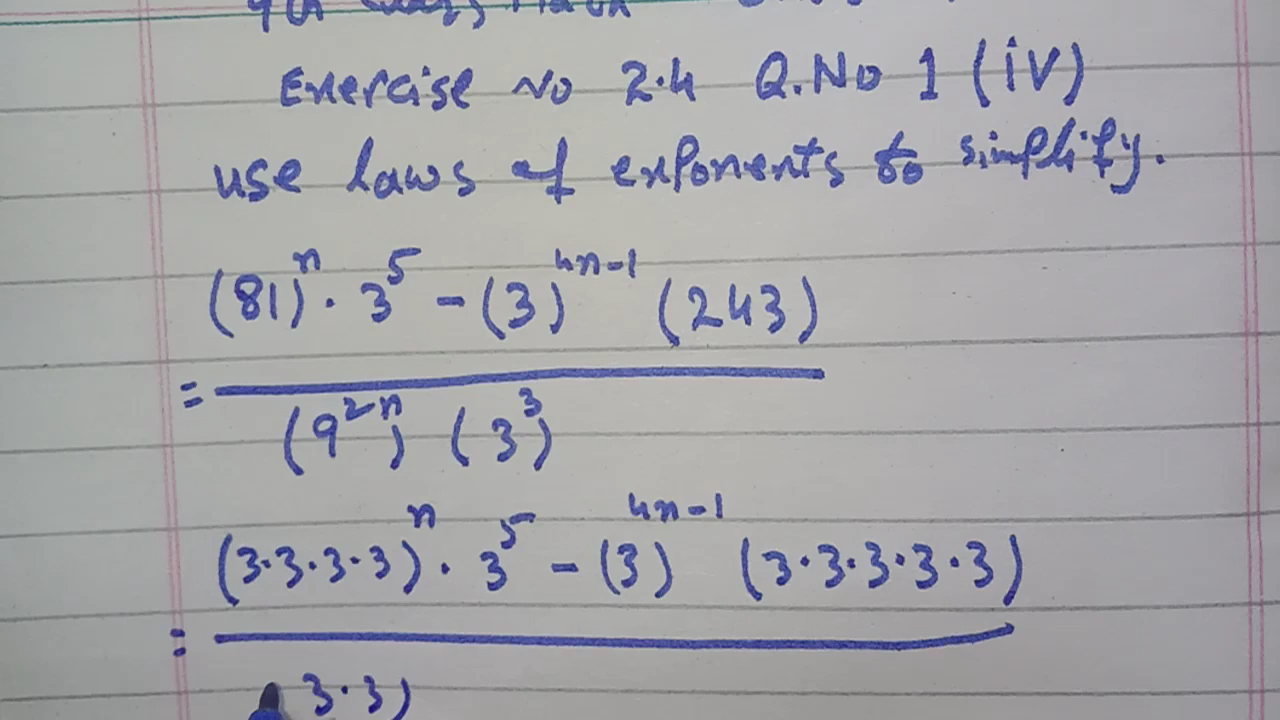 Exercise No 2.4 Q.No 1 (iv)
use laws of exponents to simplify.
(81)^n · 3^5 - (3)^{4n-1} (243)
=
(9^{2n}) (3^3)
(3·3·3·3)^n · 3^5 - (3)^{4n-1} (3·3·3·3·3)
=
3·3)